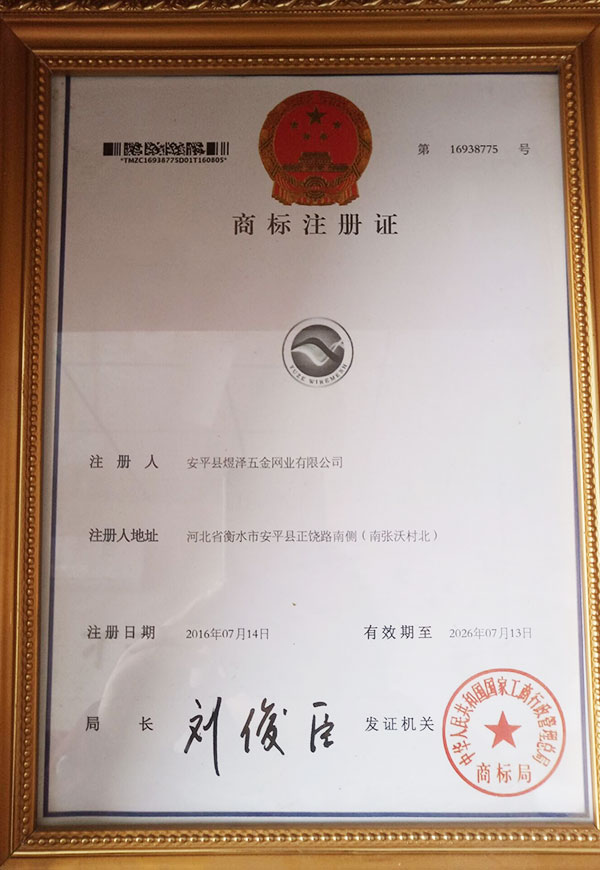 *TMZC16938775D01T160805*
第 16938775 号
商标注册证
YUZE WIREMESH
注册人 安平县煜泽五金网业有限公司
注册人地址 河北省衡水市安平县正饶路南侧(南张沃村北)
注册日期 2016年07月14日 有效期至 2026年07月13日
局长 刘俊臣 发证机关
中华人民共和国国家工商行政管理总局
商标局